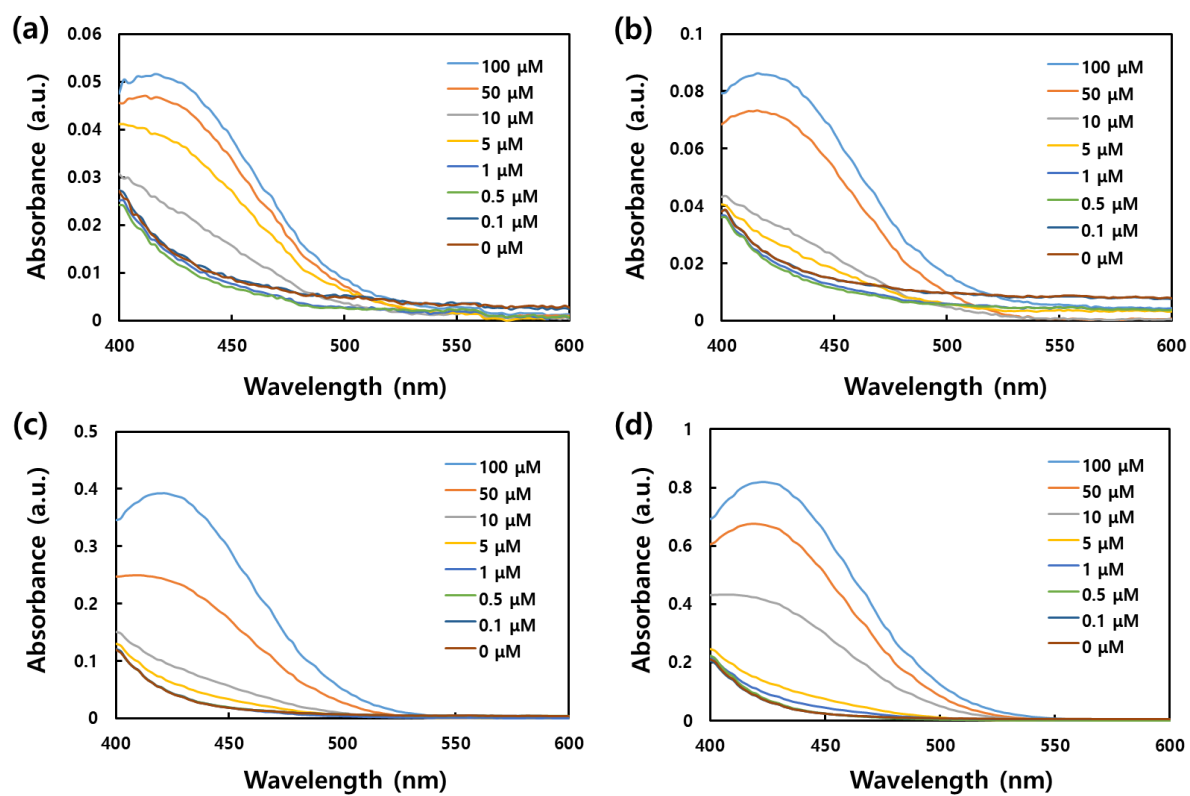 (a)
Absorbance (a.u.)
0.06
0.05
0.04
0.03
0.02
0.01
0
400
450
500
550
600
Wavelength (nm)
100 μM
50 μM
10 μM
5 μM
1 μM
0.5 μM
0.1 μM
0 μM
(b)
Absorbance (a.u.)
0.1
0.08
0.06
0.04
0.02
0
400
450
500
550
600
Wavelength (nm)
100 μM
50 μM
10 μM
5 μM
1 μM
0.5 μM
0.1 μM
0 μM
(c)
Absorbance (a.u.)
0.5
0.4
0.3
0.2
0.1
0
400
450
500
550
600
Wavelength (nm)
100 μM
50 μM
10 μM
5 μM
1 μM
0.5 μM
0.1 μM
0 μM
(d)
Absorbance (a.u.)
1
0.8
0.6
0.4
0.2
0
400
450
500
550
600
Wavelength (nm)
100 μM
50 μM
10 μM
5 μM
1 μM
0.5 μM
0.1 μM
0 μM